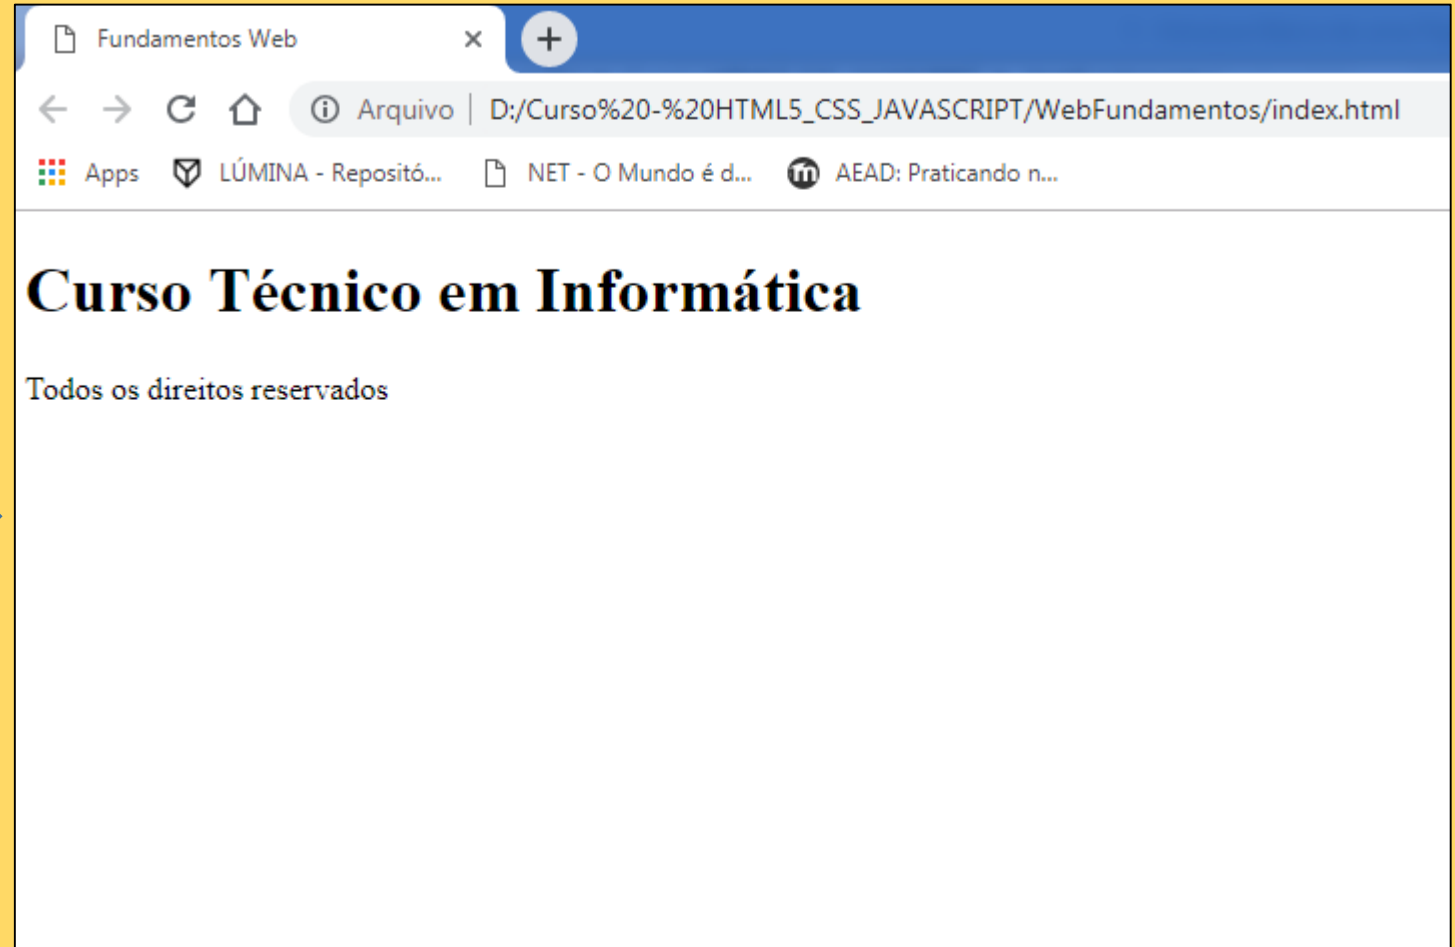 Fundamentos Web
Arquivo D:/Curso%20-%20HTML5_CSS_JAVASCRIPT/WebFundamentos/index.html
Apps LÚMINA - Repositó... NET - O Mundo é d... AEAD: Praticando n...
Curso Técnico em Informática
Todos os direitos reservados